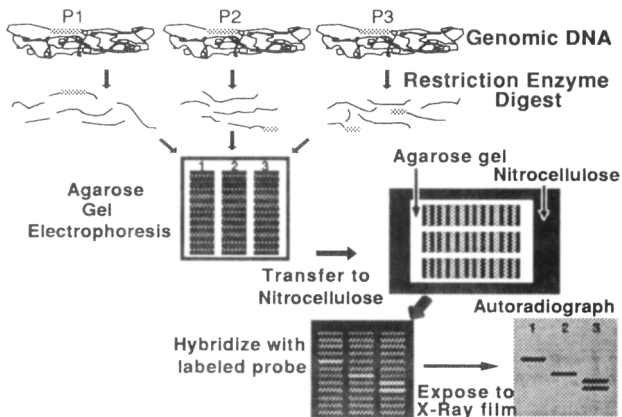 P1 P2 P3
Genomic DNA
Restriction Enzyme
Digest
1 2 3
Agarose
Gel
Electrophoresis
Agarose gel
Nitrocellulose
Transfer to
Nitrocellulose
Autoradiograph
1 2 3
Hybridize with
labeled probe
Expose to
X-Ray film